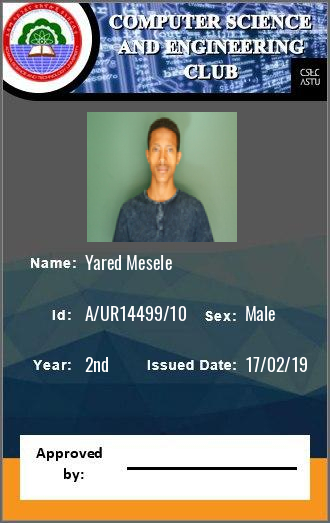 COMPUTER SCIENCE
AND ENGINEERING
CLUB
CSEC
ASTU
Name: Yared Mesele
Id: A/UR14499/10 Sex: Male
Year: 2nd Issued Date: 17/02/19
Approved
by: